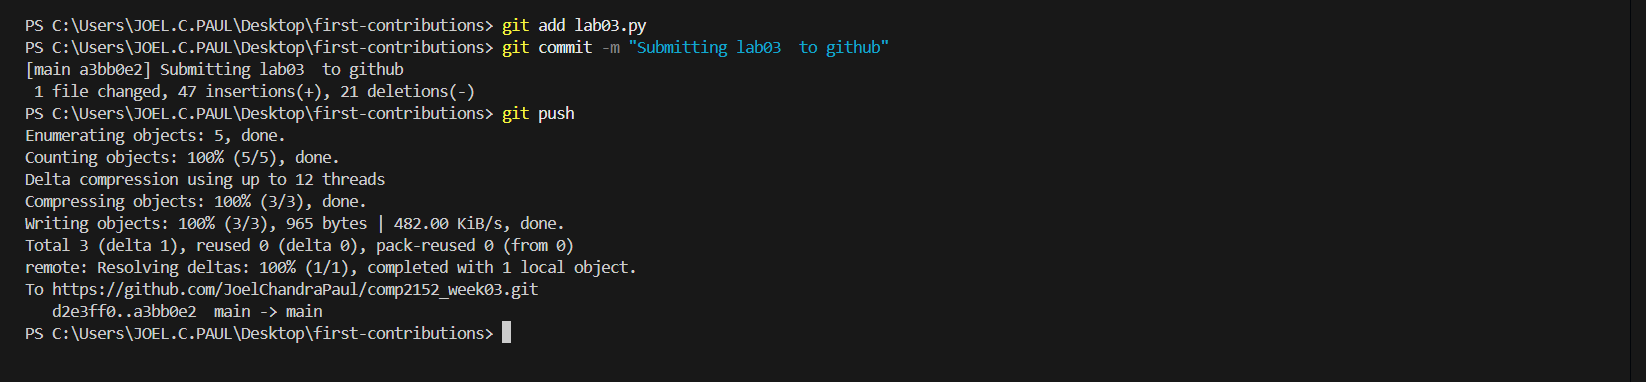 PS C:\Users\JOEL.C.PAUL\Desktop\first-contributions> git add lab03.py
PS C:\Users\JOEL.C.PAUL\Desktop\first-contributions> git commit -m "Submitting lab03  to github"
[main a3bb0e2] Submitting lab03  to github
 1 file changed, 47 insertions(+), 21 deletions(-)
PS C:\Users\JOEL.C.PAUL\Desktop\first-contributions> git push
Enumerating objects: 5, done.
Counting objects: 100% (5/5), done.
Delta compression using up to 12 threads
Compressing objects: 100% (3/3), done.
Writing objects: 100% (3/3), 965 bytes | 482.00 KiB/s, done.
Total 3 (delta 1), reused 0 (delta 0), pack-reused 0 (from 0)
remote: Resolving deltas: 100% (1/1), completed with 1 local object.
To https://github.com/JoelChandraPaul/comp2152_week03.git
   d2e3ff0..a3bb0e2  main -> main
PS C:\Users\JOEL.C.PAUL\Desktop\first-contributions>